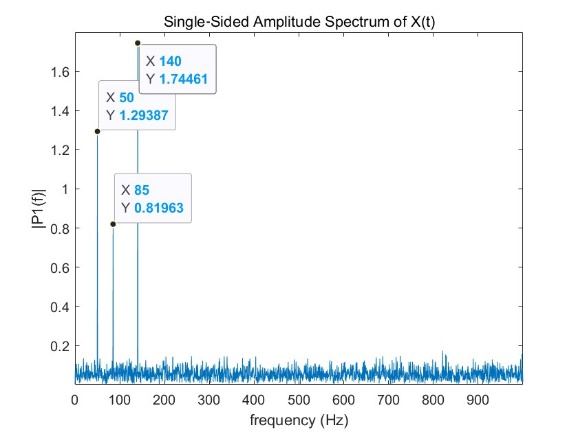 Single-Sided Amplitude Spectrum of X(t)
X 140
Y 1.74461
X 50
Y 1.29387
X 85
Y 0.81963
1.6
1.4
1.2
1
0.8
0.6
0.4
0.2
|P1(f)|
0 100 200 300 400 500 600 700 800 900
frequency (Hz)